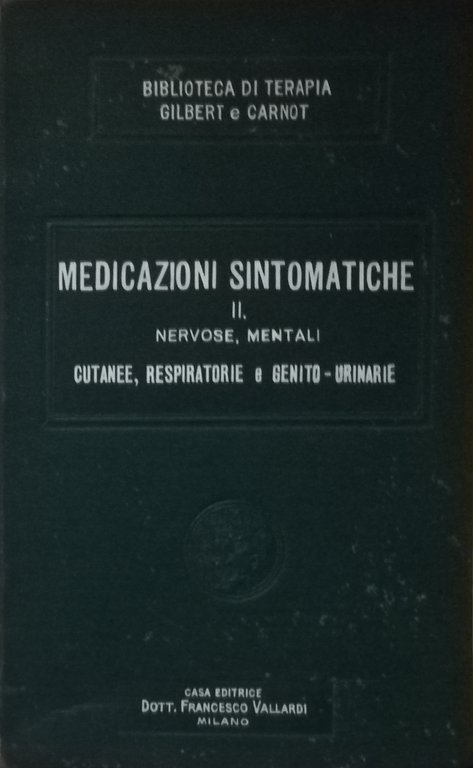 BIBLIOTECA DI TERAPIA
GILBERT e CARNOT
MEDICAZIONI SINTOMATICHE
II.
NERVOSE, MENTALI
CUTANEE, RESPIRATORIE e GENITO-URINARIE
CASA EDITRICE
DOTT. FRANCESCO VALLARDI
MILANO